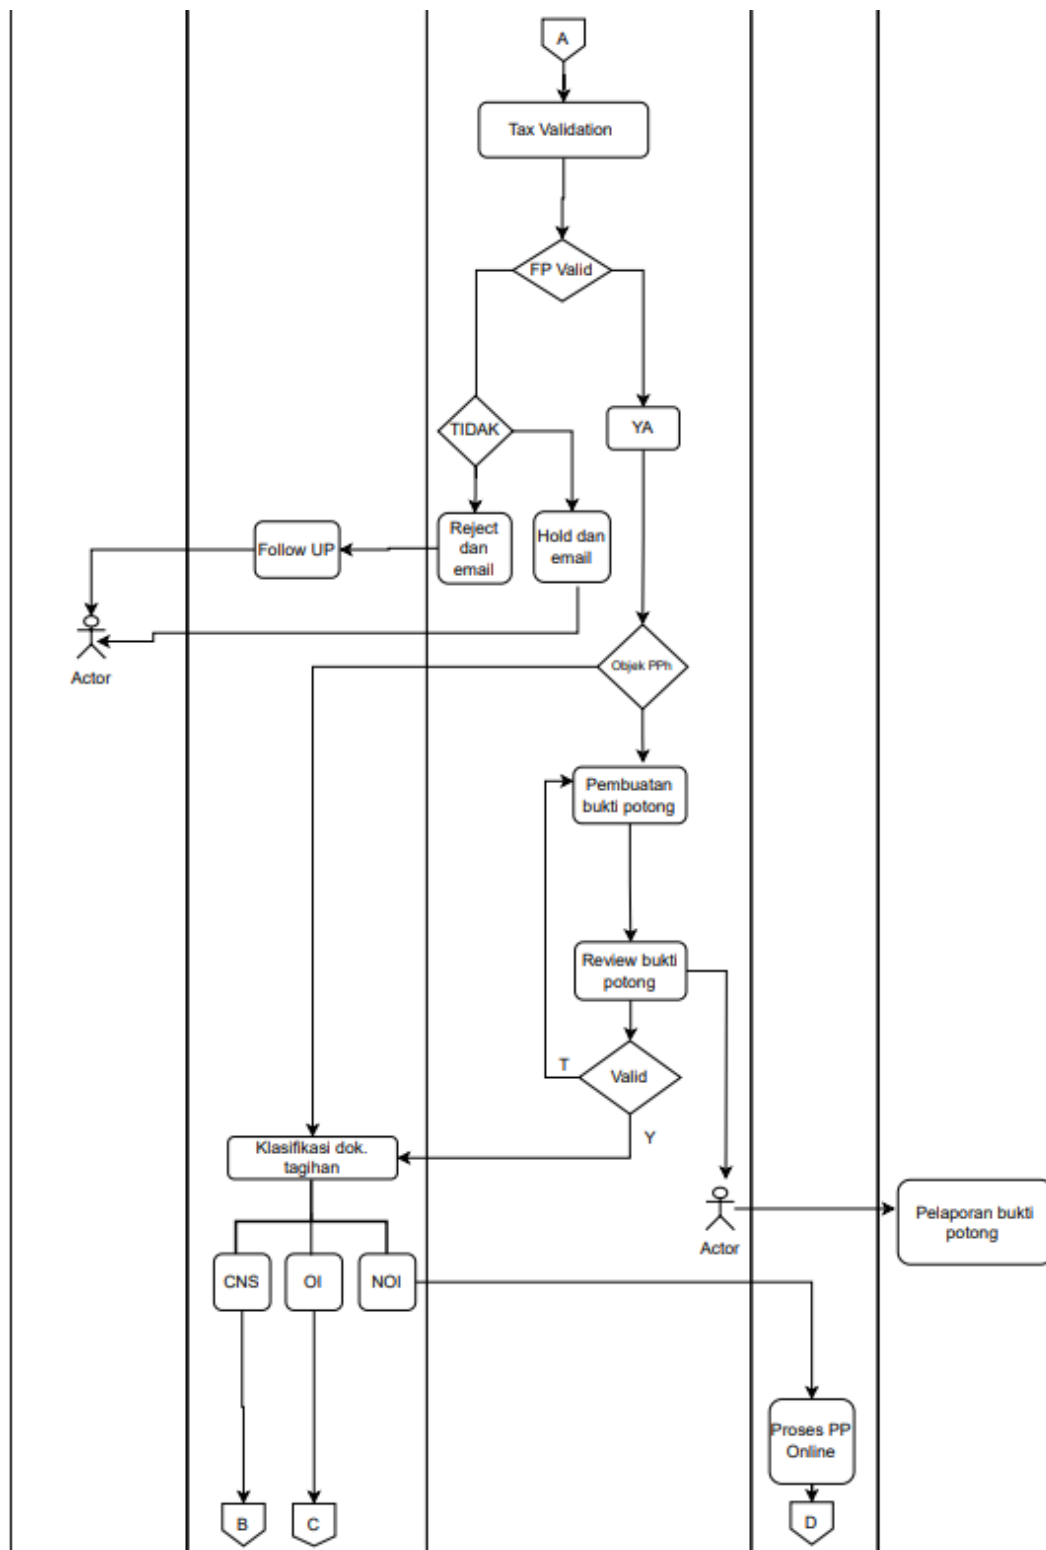 A
Tax Validation
FP Valid
TIDAK
YA
Follow UP
Reject
dan
email
Hold dan
email
Actor
Objek PPh
Pembuatan
bukti potong
Review bukti
potong
T
Valid
Y
Klasifikasi dok.
tagihan
Actor
Pelaporan bukti
potong
CNS
OI
NOI
Proses PP
Online
B
C
D